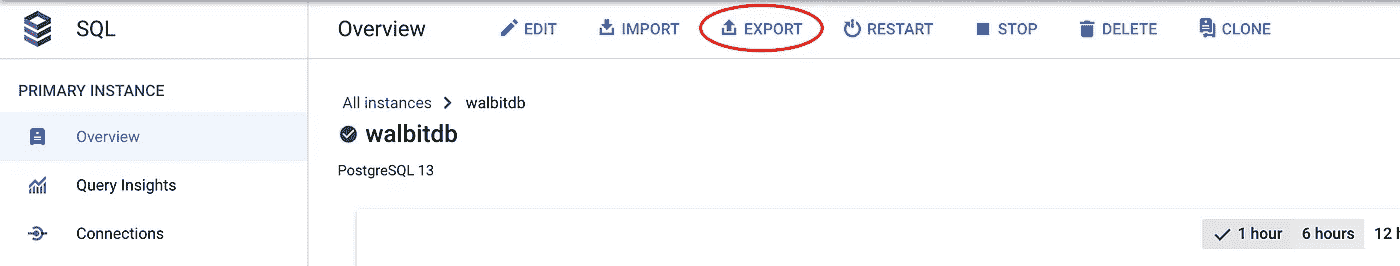 SQL Overview EDIT IMPORT EXPORT RESTART STOP DELETE CLONE
PRIMARY INSTANCE
Overview
Query Insights
Connections
All instances walbitdb
walbitdb
PostgreSQL 13
1 hour 6 hours 12